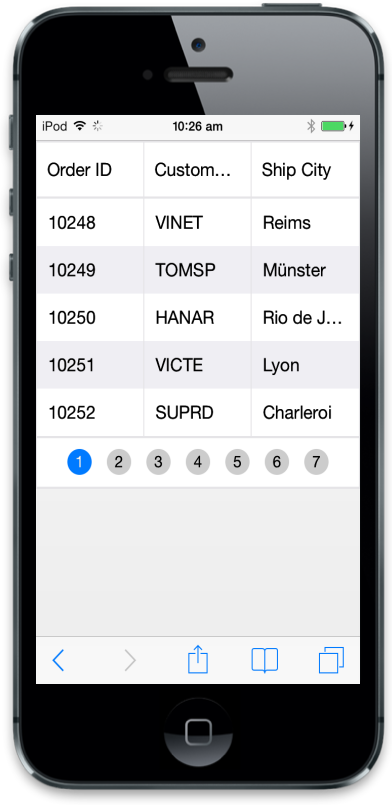 iPod 10:26 am
Order ID Custom... Ship City
10248 VINET Reims
10249 TOMSP Münster
10250 HANAR Rio de J...
10251 VICTE Lyon
10252 SUPRD Charleroi
1 2 3 4 5 6 7